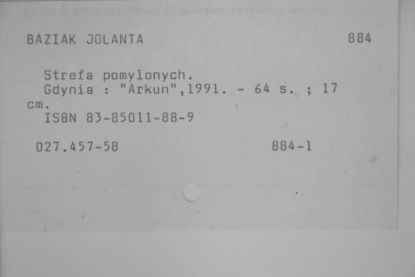 BAZIAK JOLANTA 884
Strefa pomylonych.
Gdynia : "Arkun",1991. - 64 s. ; 17
cm.
ISBN 83-85011-88-9
027.457-58 884-1